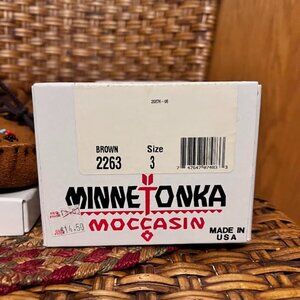 BROWN Size
2263 3
MINNETONKA
MOCCASIN
MADE IN
USA